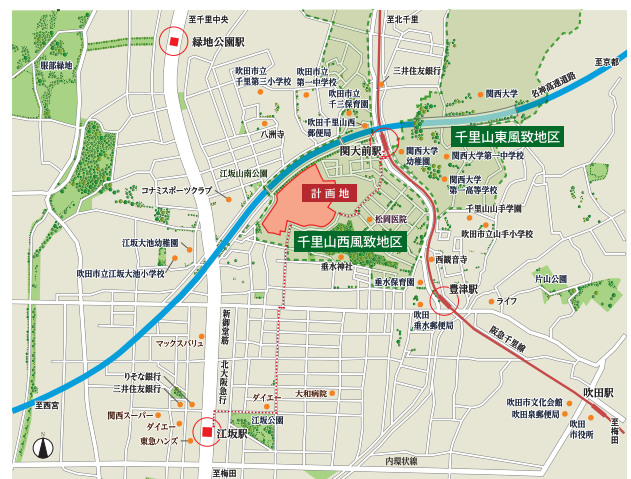 至千里中央
緑地公園駅
服部緑地
吹田市立
千里第三小学校
吹田市立
第一中学校
吹田市立
千三保育園
吹田千里山西
郵便局
八洲寺
至北千里
三井住友銀行
至京都
名神高速道路
関西大学
千里山東風致地区
関大前駅
関西大学
幼稚園
関西大学第一中学校
関西大学
第一高等学校
千里山山手学園
吹田市立山手小学校
江坂山南公園
コナミスポーツクラブ
計画地
松岡医院
千里山西風致地区
江坂大池幼稚園
吹田市立江坂大池小学校
垂水神社
西観音寺
垂水保育園
豊津駅
片山公園
ライフ
吹田
垂水郵便局
阪急千里線
新御堂筋
マックスバリュ
北大阪急行
りそな銀行
三井住友銀行
至西宮
関西スーパー
ダイエー
東急ハンズ
ダイエー
大和病院
江坂公園
江坂駅
吹田駅
吹田市文化会館
吹田泉郵便局
吹田
市役所
至梅田
内環状線
至梅田
N